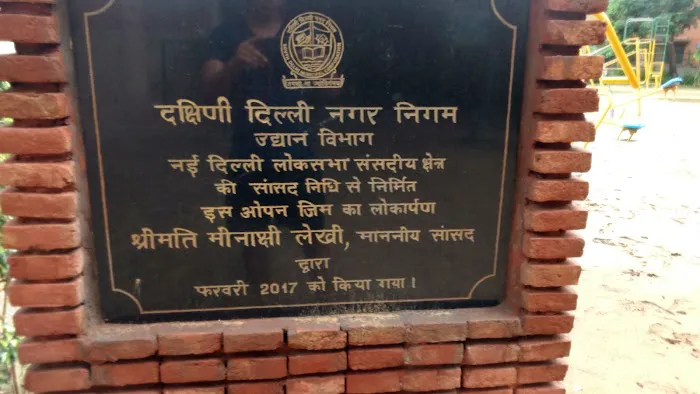 दक्षिणी दिल्ली नगर निगम
उद्यान विभाग
नई दिल्ली लोकसभा संसदीय क्षेत्र
की सांसद निधि से निर्मित
इस ओपन जिम का लोकार्पण
श्रीमति मीनाक्षी लेखी, माननीय सांसद
द्वारा
फरवरी 2017 को किया गया।